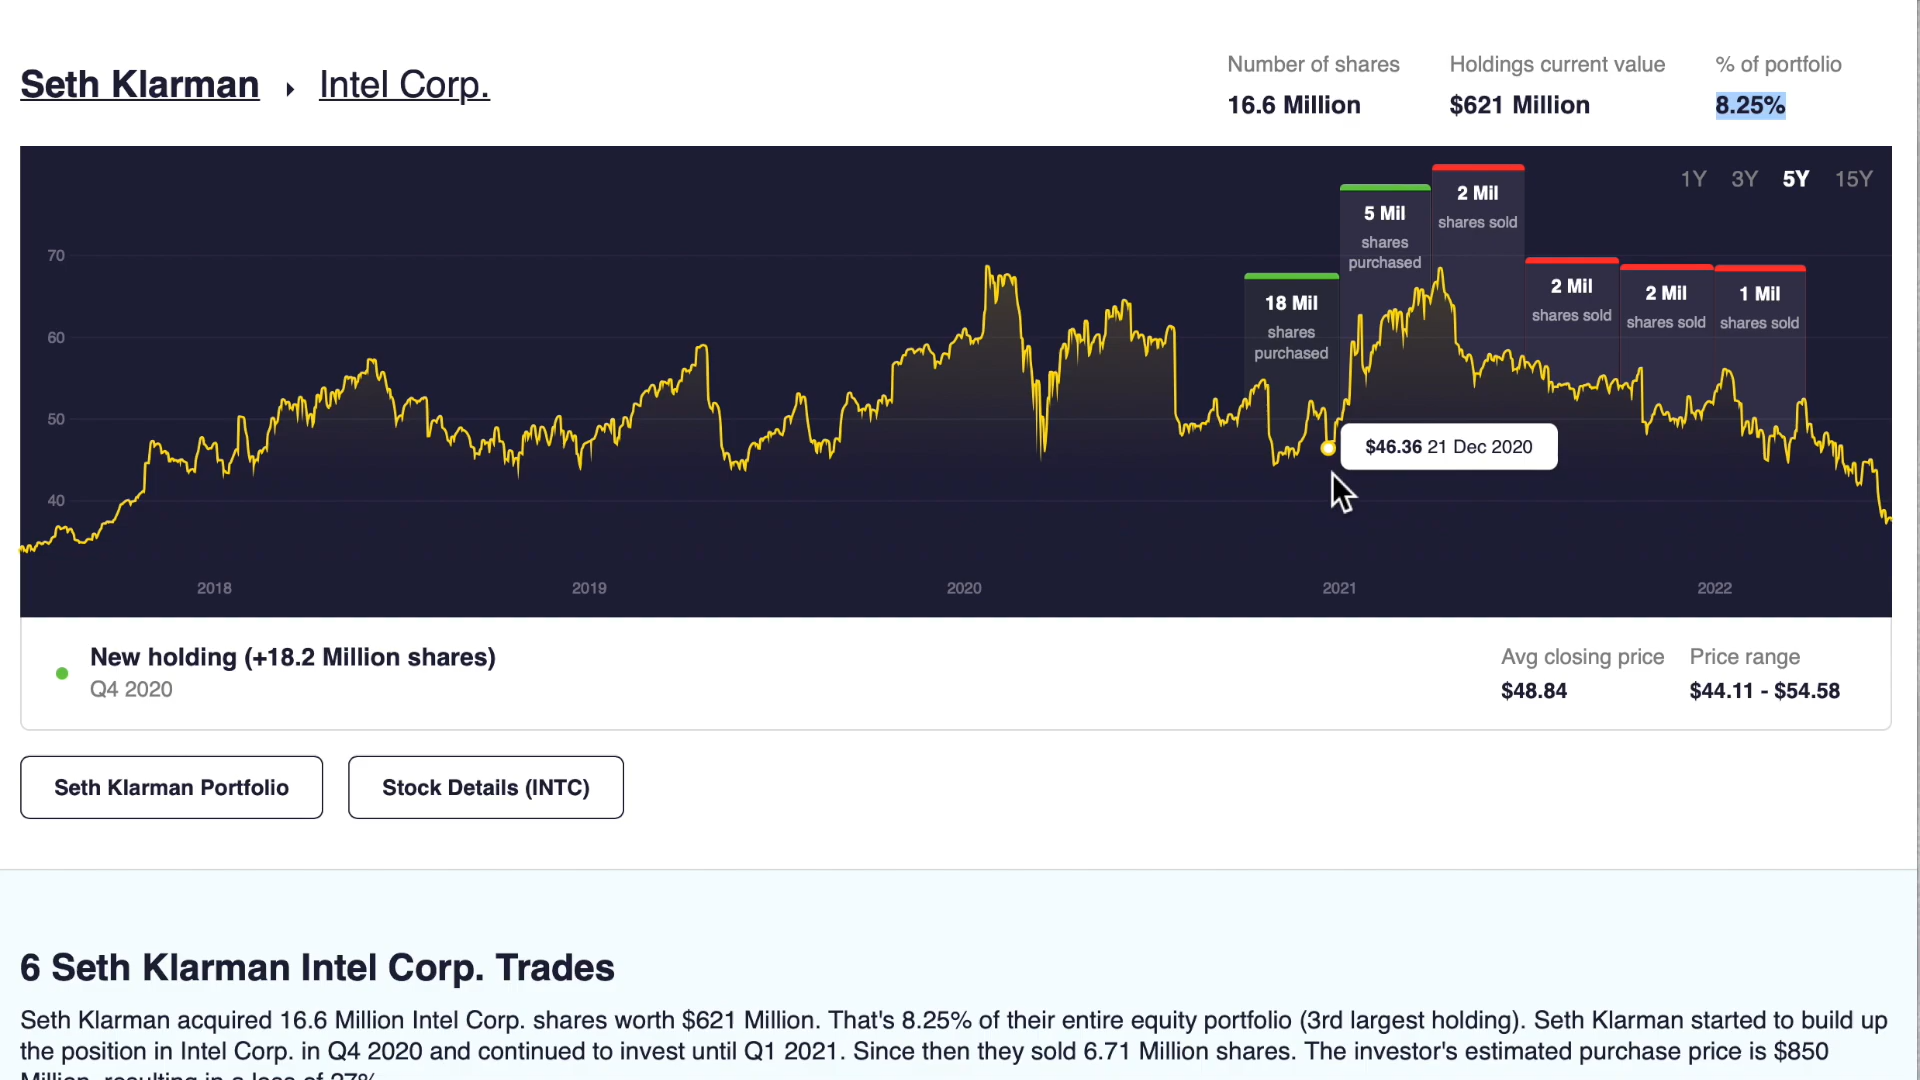 Seth Klarman
Intel Corp.
Number of shares
16.6 Million
Holdings current value
$621 Million
% of portfolio
8.25%
1Y 3Y 5Y 15Y
70
60
50
40
18 Mil
shares
purchased
5 Mil
shares
purchased
2 Mil
shares sold
2 Mil
shares sold
2 Mil
shares sold
1 Mil
shares sold
$46.36 21 Dec 2020
2018
2019
2020
2021
2022
New holding (+18.2 Million shares)
Q4 2020
Avg closing price
$48.84
Price range
$44.11 - $54.58
Seth Klarman Portfolio
Stock Details (INTC)
6 Seth Klarman Intel Corp. Trades
Seth Klarman acquired 16.6 Million Intel Corp. shares worth $621 Million. That's 8.25% of their entire equity portfolio (3rd largest holding). Seth Klarman started to build up
the position in Intel Corp. in Q4 2020 and continued to invest until Q1 2021. Since then they sold 6.71 Million shares. The investor's estimated purchase price is $850
Million, resulting in a loss of 27%.